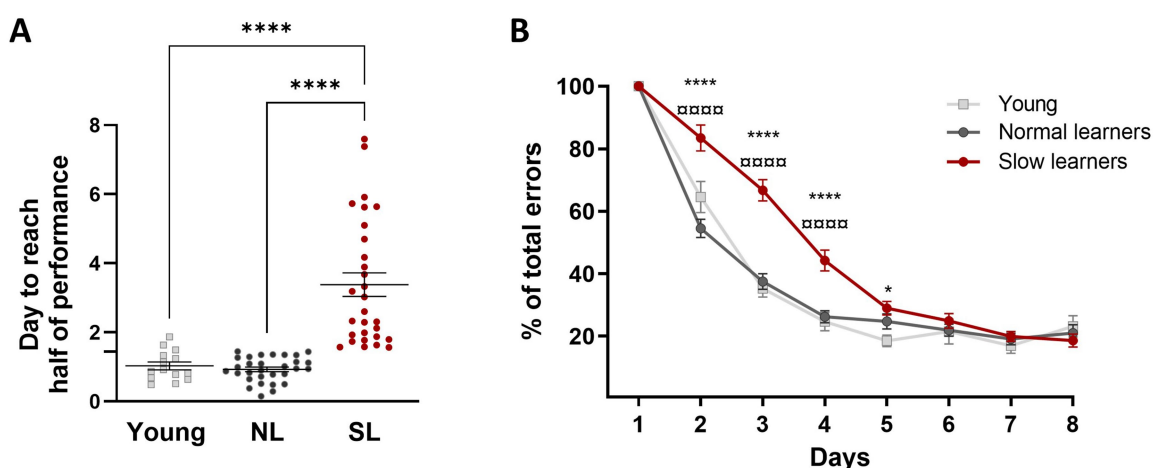 A
****
****
Day to reach
half of performance
8
6
4
2
0
Young
NL
SL
B
% of total errors
100
80
60
40
20
****
¤¤¤¤
****
¤¤¤¤
****
¤¤¤¤
*
Young
Normal learners
Slow learners
1 2 3 4 5 6 7 8
Days